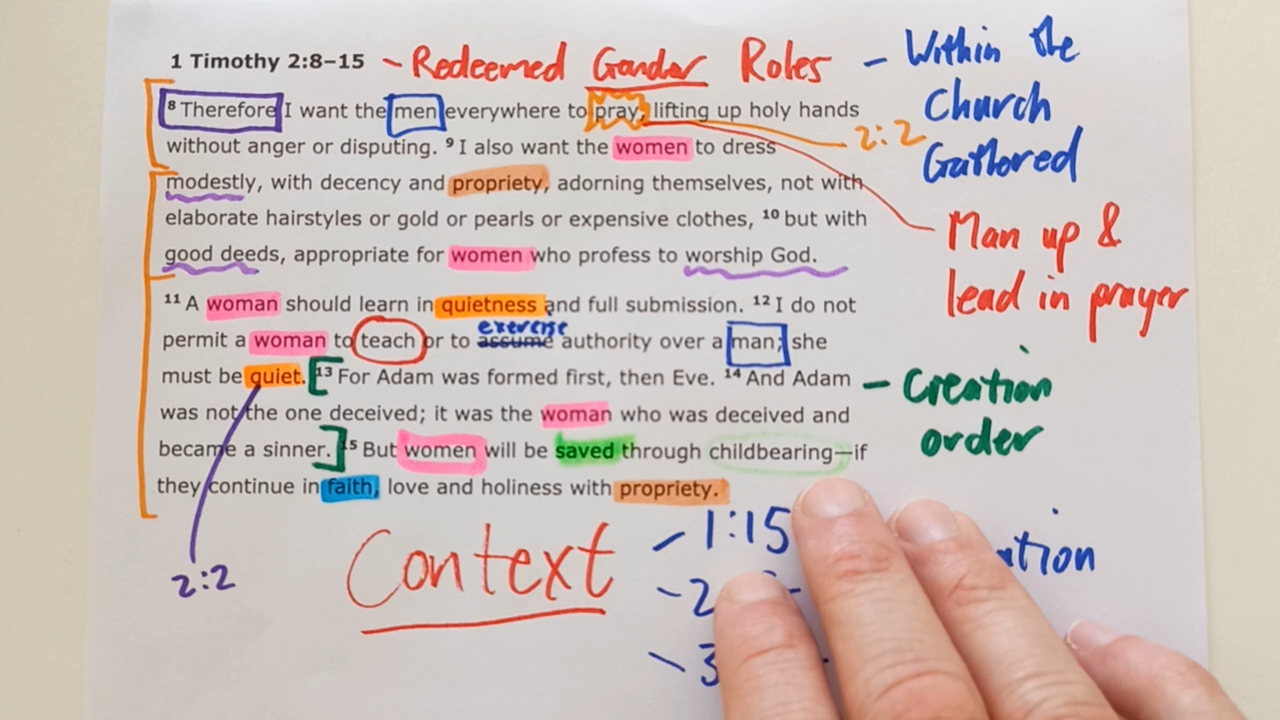 1 Timothy 2:8–15 ~ Redeemed Gender Roles - Within the
Church
Gathered
8 Therefore I want the men everywhere to pray, lifting up holy hands
2:2
without anger or disputing. 9 I also want the women to dress
modestly, with decency and propriety, adorning themselves, not with
elaborate hairstyles or gold or pearls or expensive clothes, 10 but with
Man up &
lead in prayer
good deeds, appropriate for women who profess to worship God.
11 A woman should learn in quietness and full submission. 12 I do not
exercise
permit a woman to teach or to assume authority over a man; she
must be quiet. [13 For Adam was formed first, then Eve. 14 And Adam
- Creation
order
was not the one deceived; it was the woman who was deceived and
became a sinner.] 15 But women will be saved through childbearing—if
they continue in faith, love and holiness with propriety.
2:2
Context
- 1:15
- 2
- 3